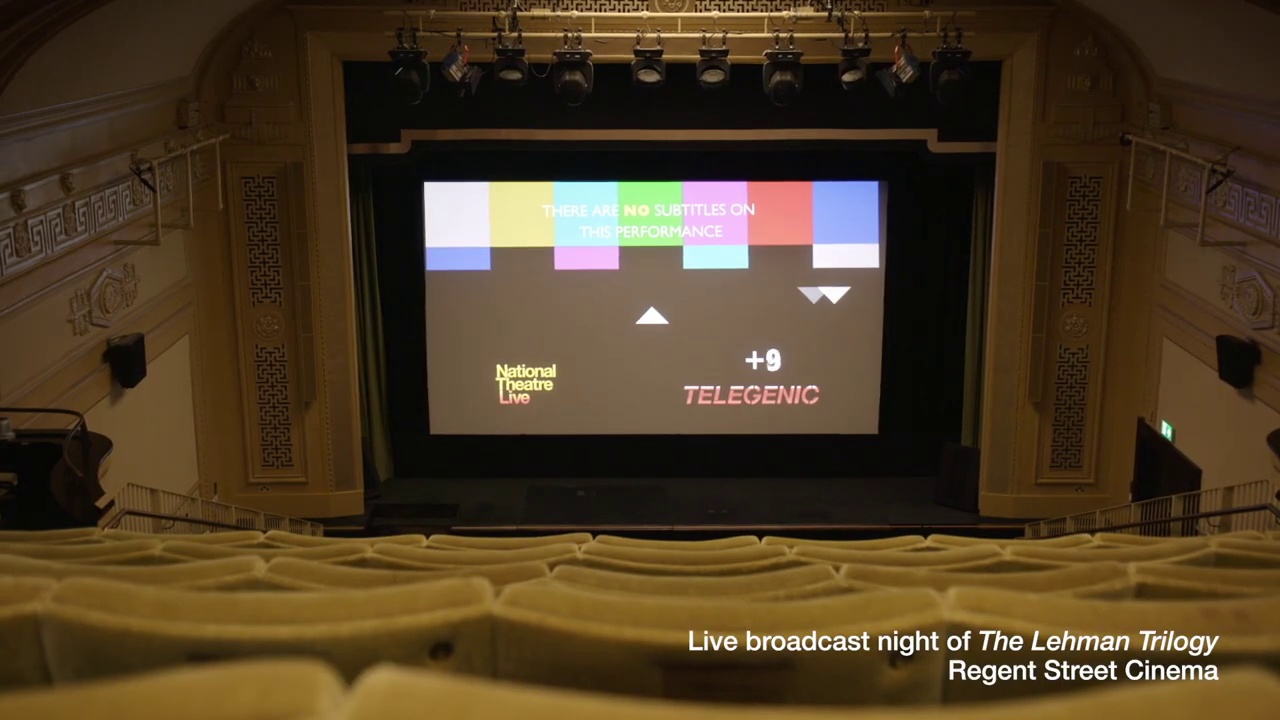 THERE ARE NO SUBTITLES ON
THIS PERFORMANCE
+9
National
Theatre
Live
TELEGENIC
Live broadcast night of The Lehman Trilogy
Regent Street Cinema